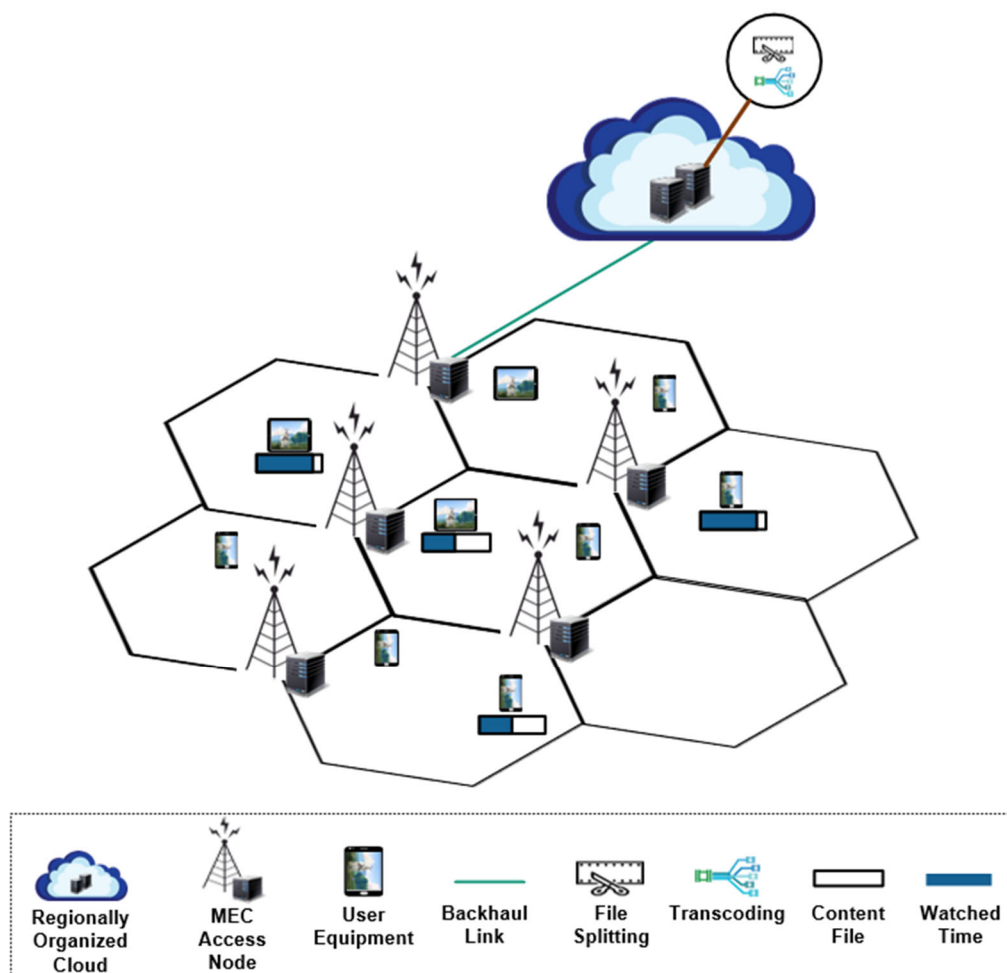 Regionally
Organized
Cloud
MEC
Access
Node
User
Equipment
Backhaul
Link
File
Splitting
Transcoding
Content
File
Watched
Time